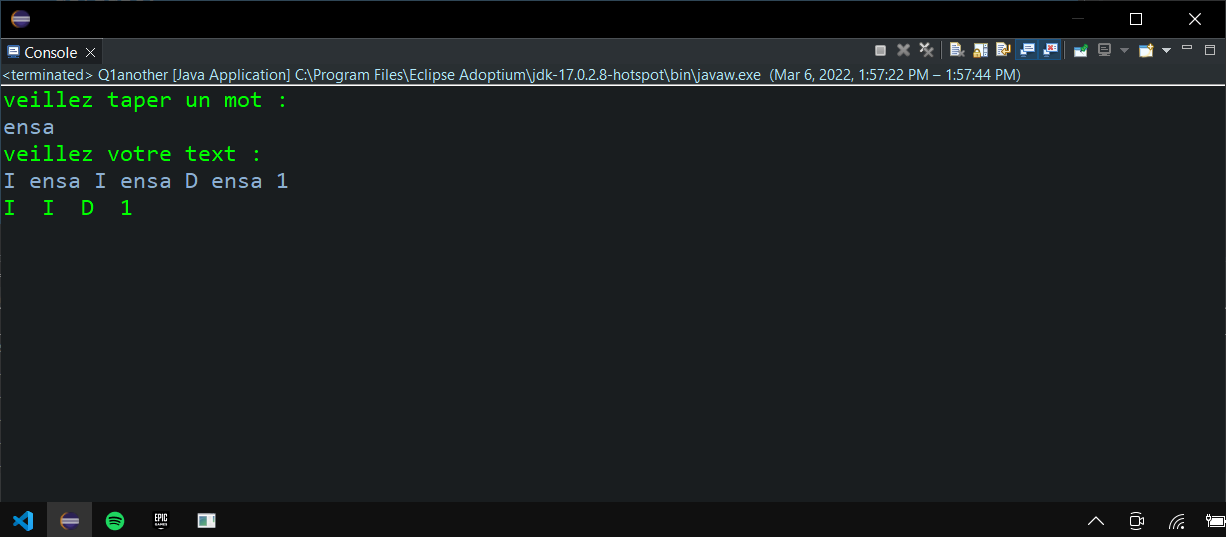 Console
<terminated> Q1another [Java Application] C:\Program Files\Eclipse Adoptium\jdk-17.0.2.8-hotspot\bin\javaw.exe  (Mar 6, 2022, 1:57:22 PM – 1:57:44 PM)
veillez taper un mot :
ensa
veillez votre text :
I ensa I ensa D ensa 1
I  I  D  1
EPIC
GAMES